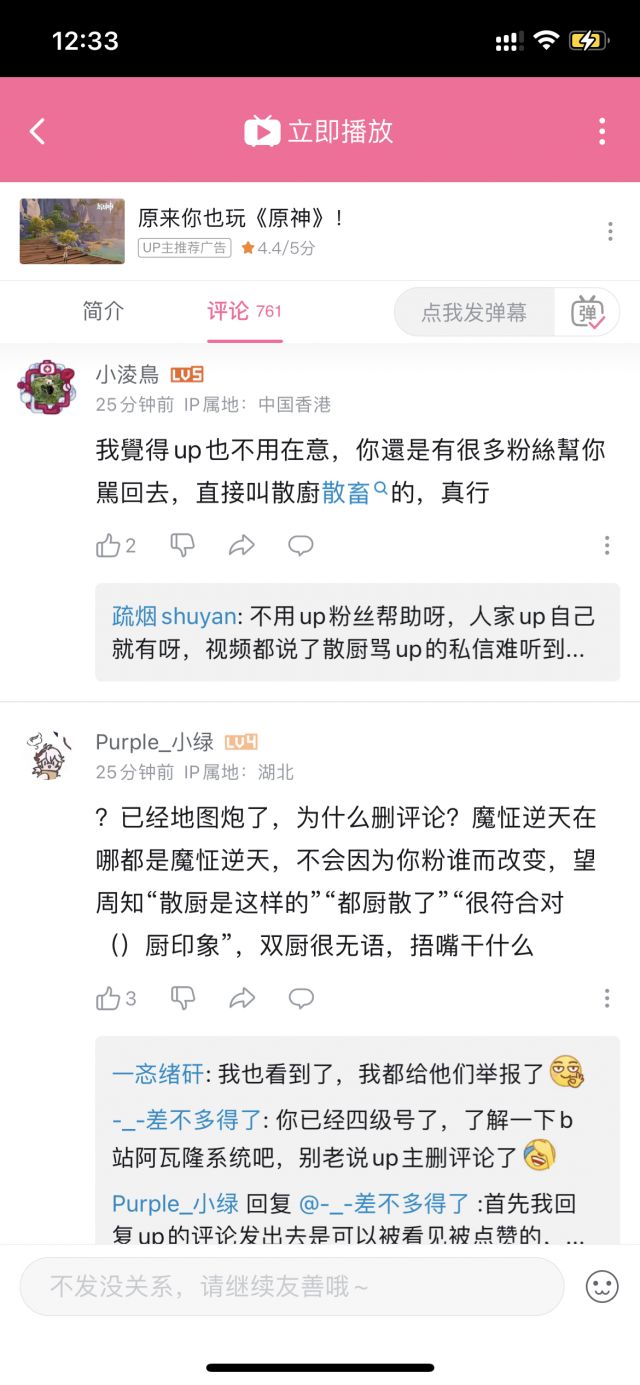 12:33
立即播放
原神
原来你也玩《原神》！
UP主推荐广告 4.4/5分
简介 评论 761 点我发弹幕 弹
小淩鳥 LV5
25分钟前 IP属地：中国香港
我覺得up也不用在意，你還是有很多粉絲幫你
罵回去，直接叫散廚散畜的，真行
2
疏烟shuyan: 不用up粉丝帮助呀，人家up自己
就有呀，视频都说了散厨骂up的私信难听到...
Purple_小绿 LV4
25分钟前 IP属地：湖北
？已经地图炮了，为什么删评论？魔怔逆天在
哪都是魔怔逆天，不会因为你粉谁而改变，望
周知“散厨是这样的”“都厨散了”“很符合对
（）厨印象”，双厨很无语，捂嘴干什么
3
一忞绪矸: 我也看到了，我都给他们举报了
-_-差不多得了: 你已经四级号了，了解一下b
站阿瓦隆系统吧，别老说up主删评论了
Purple_小绿 回复 @-_-差不多得了 :首先我回
复up的评论发出去是可以被看见被点赞的，...
不发没关系，请继续友善哦~